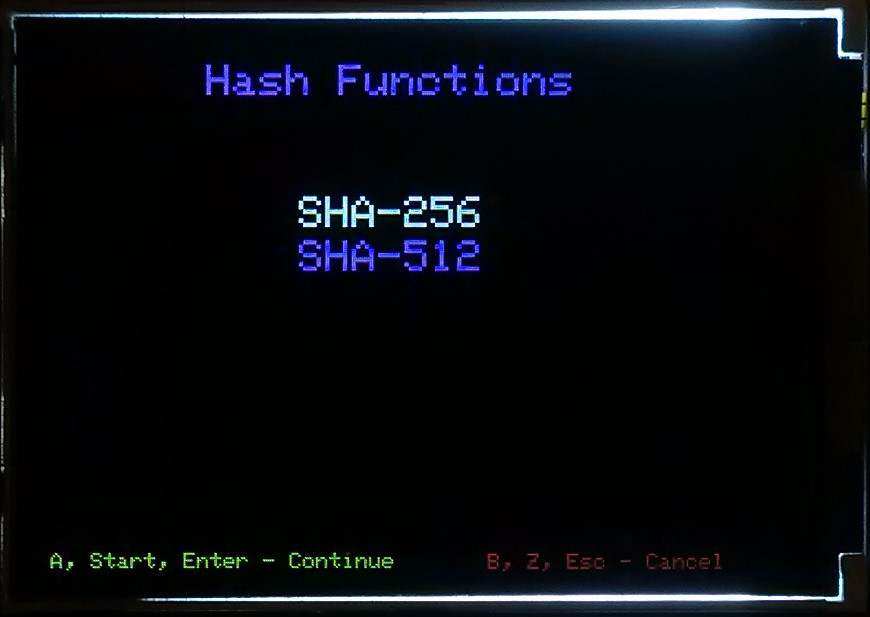 Hash Functions
SHA-256
SHA-512
A, Start, Enter - Continue
B, Z, Esc - Cancel